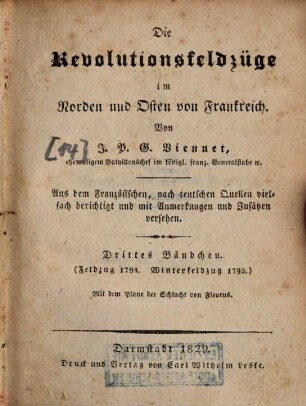 Die
Revolutionsfeldzüge
im
Norden und Osten von Frankreich.
Von
[14]
J. P. G. Viennet,
ehemaligem Bataillonschef im königl. franz. Generalstabe ꝛc.
Aus dem Französischen, nach teutschen Quellen viel-
fach berichtigt und mit Anmerkungen und Zusätzen
versehen.
Drittes Bändchen.
(Feldzug 1794. Winterfeldzug 1795.)
Mit dem Plane der Schlacht von Fleurus.
Darmstadt 1829.
Druck und Verlag von Carl Wilhelm Leske.